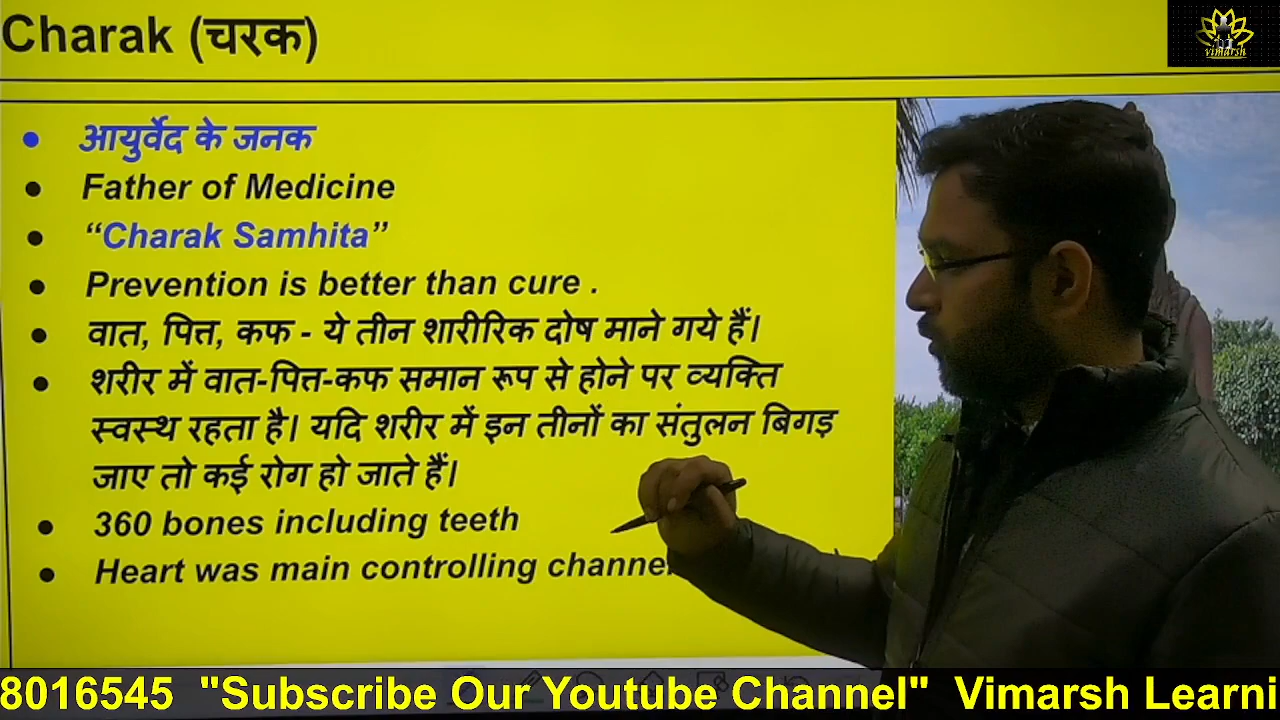 Charak (चरक)
vimarsh
• आयुर्वेद के जनक
• Father of Medicine
• “Charak Samhita”
• Prevention is better than cure .
• वात, पित्त, कफ - ये तीन शारीरिक दोष माने गये हैं।
• शरीर में वात-पित्त-कफ समान रूप से होने पर व्यक्ति
स्वस्थ रहता है। यदि शरीर में इन तीनों का संतुलन बिगड़
जाए तो कई रोग हो जाते हैं।
• 360 bones including teeth
• Heart was main controlling channel
8016545 "Subscribe Our Youtube Channel" Vimarsh Learni